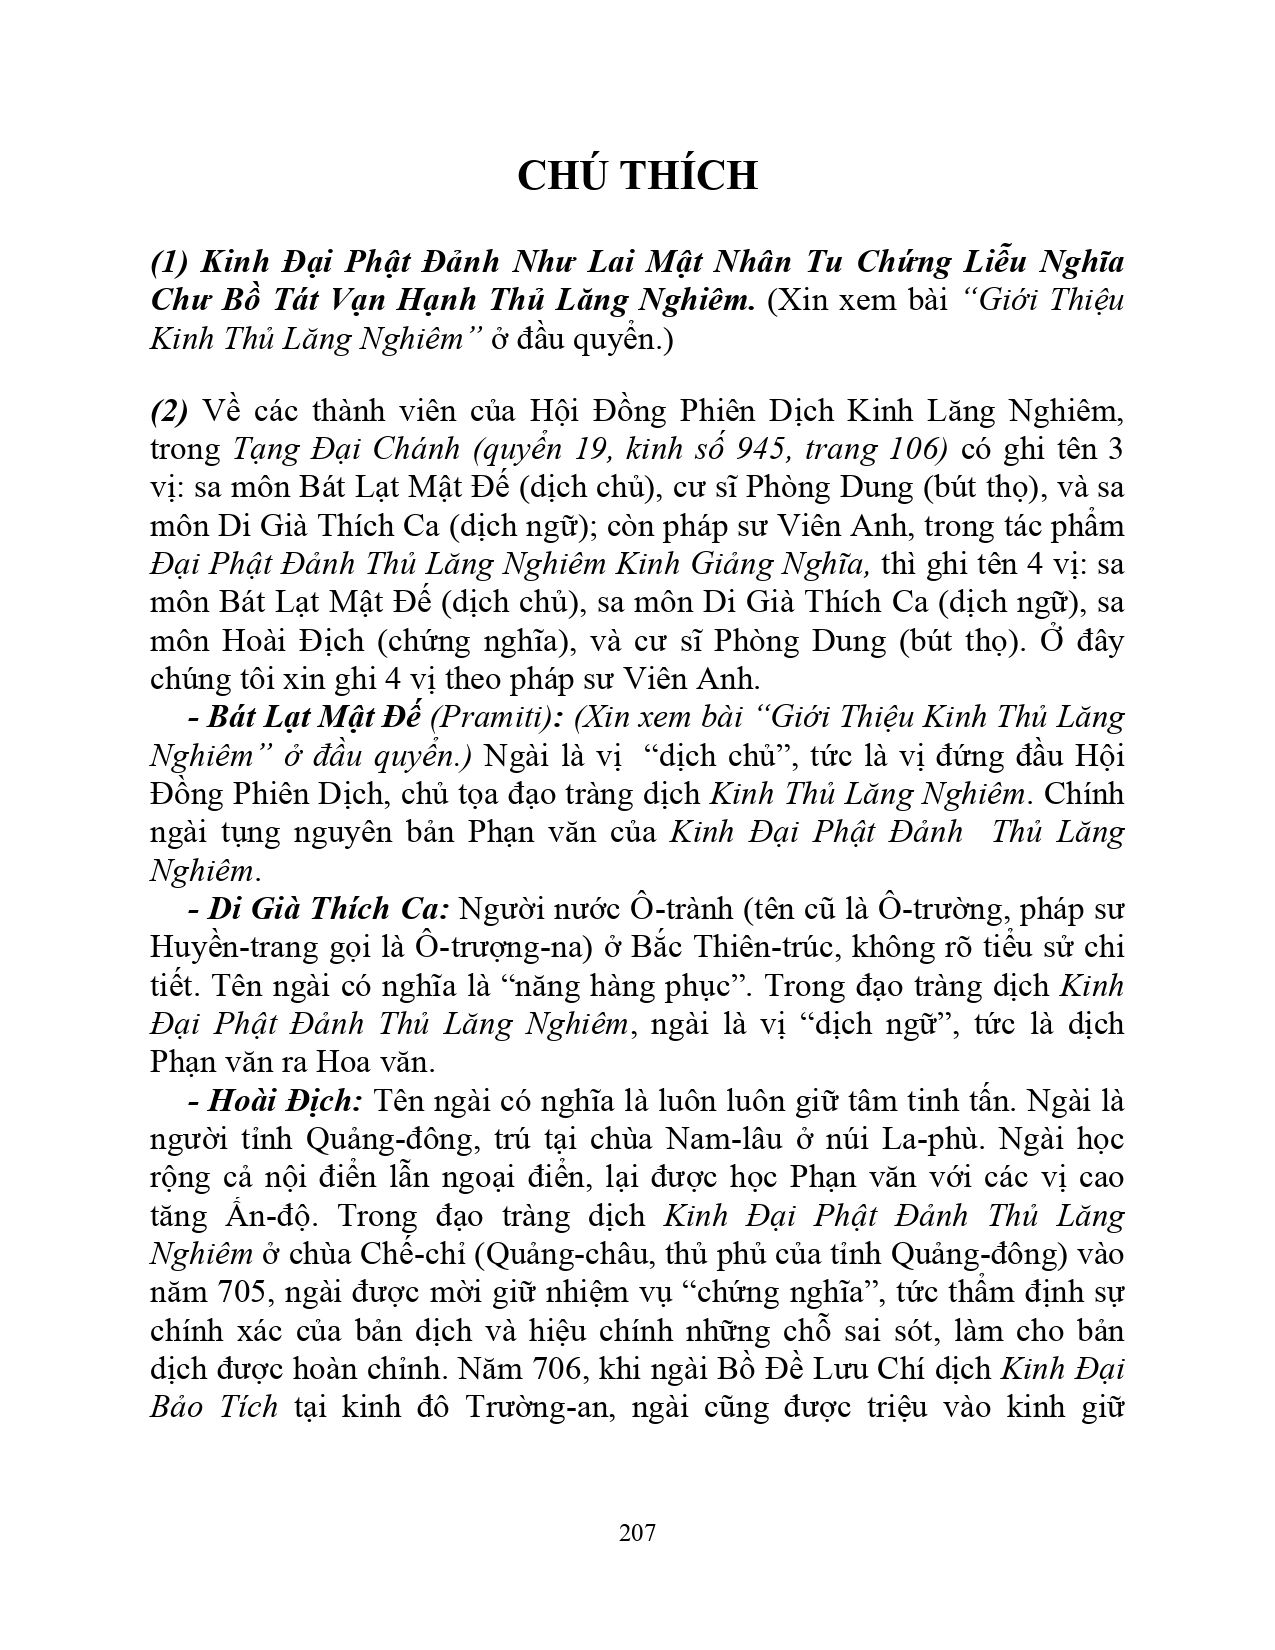 CHÚ THÍCH
(1) Kinh Đại Phật Đảnh Như Lai Mật Nhân Tu Chứng Liễu Nghĩa
Chư Bồ Tát Vạn Hạnh Thủ Lăng Nghiêm. (Xin xem bài “Giới Thiệu
Kinh Thủ Lăng Nghiêm” ở đầu quyển.)
(2) Về các thành viên của Hội Đồng Phiên Dịch Kinh Lăng Nghiêm,
trong Tạng Đại Chánh (quyển 19, kinh số 945, trang 106) có ghi tên 3
vị: sa môn Bát Lạt Mật Đế (dịch chủ), cư sĩ Phòng Dung (bút thọ), và sa
môn Di Già Thích Ca (dịch ngữ); còn pháp sư Viên Anh, trong tác phẩm
Đại Phật Đảnh Thủ Lăng Nghiêm Kinh Giảng Nghĩa, thì ghi tên 4 vị: sa
môn Bát Lạt Mật Đế (dịch chủ), sa môn Di Già Thích Ca (dịch ngữ), sa
môn Hoài Địch (chứng nghĩa), và cư sĩ Phòng Dung (bút thọ). Ở đây
chúng tôi xin ghi 4 vị theo pháp sư Viên Anh.
- Bát Lạt Mật Đế (Pramiti): (Xin xem bài “Giới Thiệu Kinh Thủ Lăng
Nghiêm” ở đầu quyển.) Ngài là vị “dịch chủ”, tức là vị đứng đầu Hội
Đồng Phiên Dịch, chủ tọa đạo tràng dịch Kinh Thủ Lăng Nghiêm. Chính
ngài tụng nguyên bản Phạn văn của Kinh Đại Phật Đảnh Thủ Lăng
Nghiêm.
- Di Già Thích Ca: Người nước Ô-trành (tên cũ là Ô-trường, pháp sư
Huyền-trang gọi là Ô-trượng-na) ở Bắc Thiên-trúc, không rõ tiểu sử chi
tiết. Tên ngài có nghĩa là “năng hàng phục”. Trong đạo tràng dịch Kinh
Đại Phật Đảnh Thủ Lăng Nghiêm, ngài là vị “dịch ngữ”, tức là dịch
Phạn văn ra Hoa văn.
- Hoài Địch: Tên ngài có nghĩa là luôn luôn giữ tâm tinh tấn. Ngài là
người tỉnh Quảng-đông, trú tại chùa Nam-lâu ở núi La-phù. Ngài học
rộng cả nội điển lẫn ngoại điển, lại được học Phạn văn với các vị cao
tăng Ấn-độ. Trong đạo tràng dịch Kinh Đại Phật Đảnh Thủ Lăng
Nghiêm ở chùa Chế-chỉ (Quảng-châu, thủ phủ của tỉnh Quảng-đông) vào
năm 705, ngài được mời giữ nhiệm vụ “chứng nghĩa”, tức thẩm định sự
chính xác của bản dịch và hiệu chính những chỗ sai sót, làm cho bản
dịch được hoàn chỉnh. Năm 706, khi ngài Bồ Đề Lưu Chí dịch Kinh Đại
Bảo Tích tại kinh đô Trường-an, ngài cũng được triệu vào kinh giữ
207